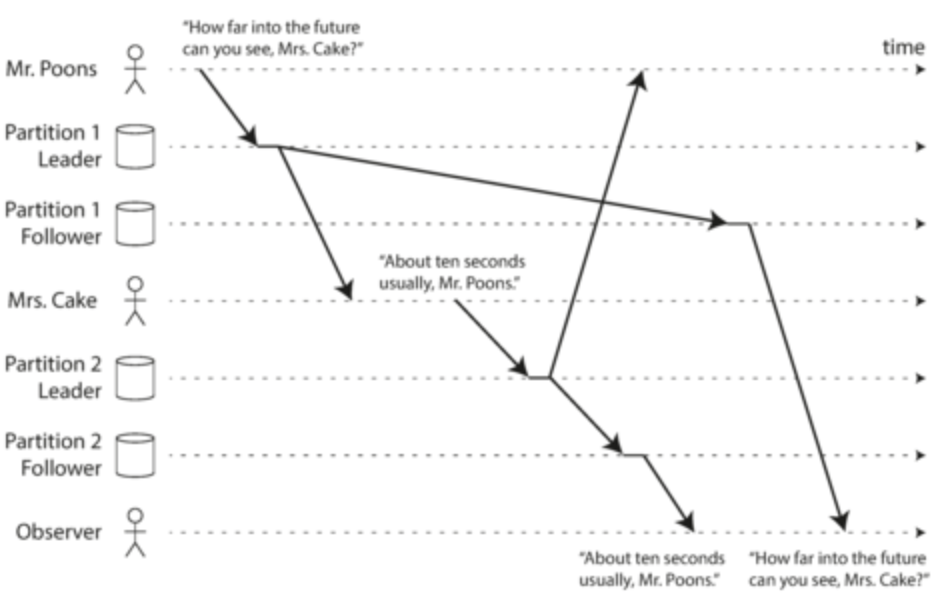 “How far into the future
can you see, Mrs. Cake?”
time
Mr. Poons
Partition 1
Leader
Partition 1
Follower
“About ten seconds
usually, Mr. Poons.”
Mrs. Cake
Partition 2
Leader
Partition 2
Follower
Observer
“About ten seconds
usually, Mr. Poons.”
“How far into the future
can you see, Mrs. Cake?”